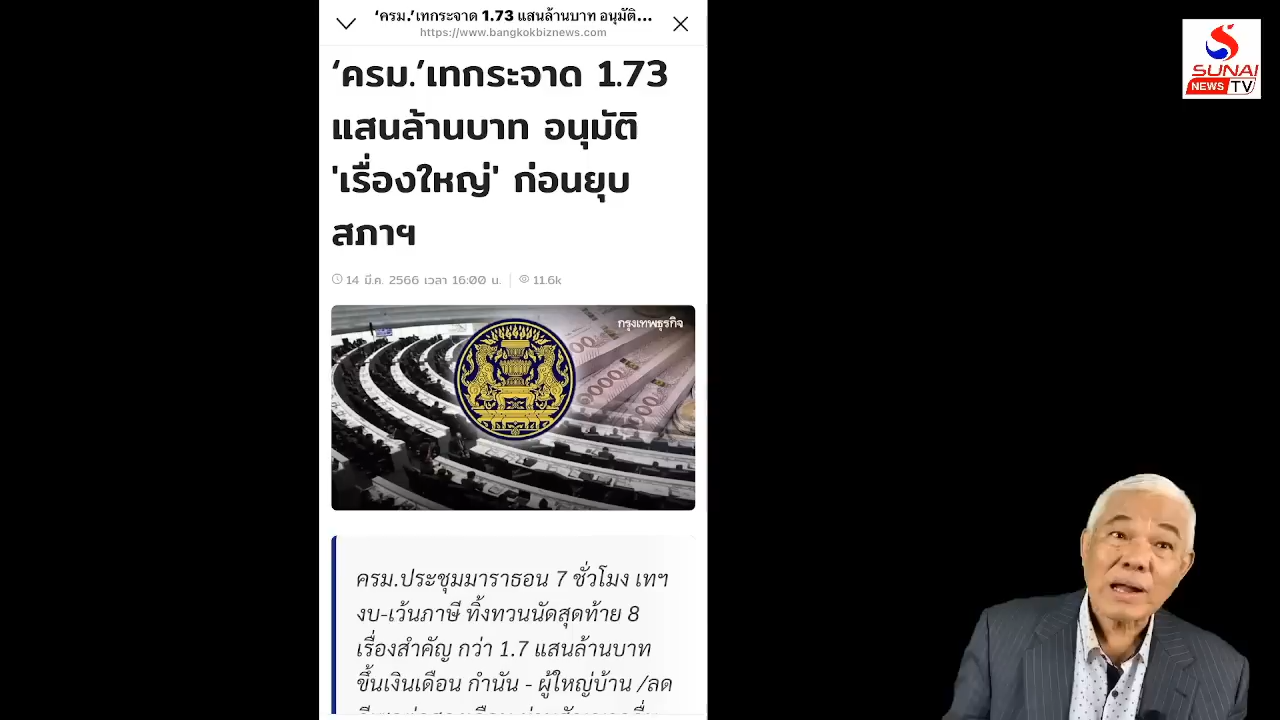 ‘ครม.’เทกระจาด 1.73 แสนล้านบาท อนุมัติ...
https://www.bangkokbiznews.com
‘ครม.’เทกระจาด 1.73
แสนล้านบาท อนุมัติ
'เรื่องใหญ่' ก่อนยุบ
สภาฯ
14 มี.ค. 2566 เวลา 16:00 น. 11.6k
กรุงเทพธุรกิจ
ครม.ประชุมมาราธอน 7 ชั่วโมง เทฯ
งบ-เว้นภาษี ทิ้งทวนนัดสุดท้าย 8
เรื่องสำคัญ กว่า 1.7 แสนล้านบาท
ขึ้นเงินเดือน กำนัน - ผู้ใหญ่บ้าน /ลด
SUNAI
NEWS TV